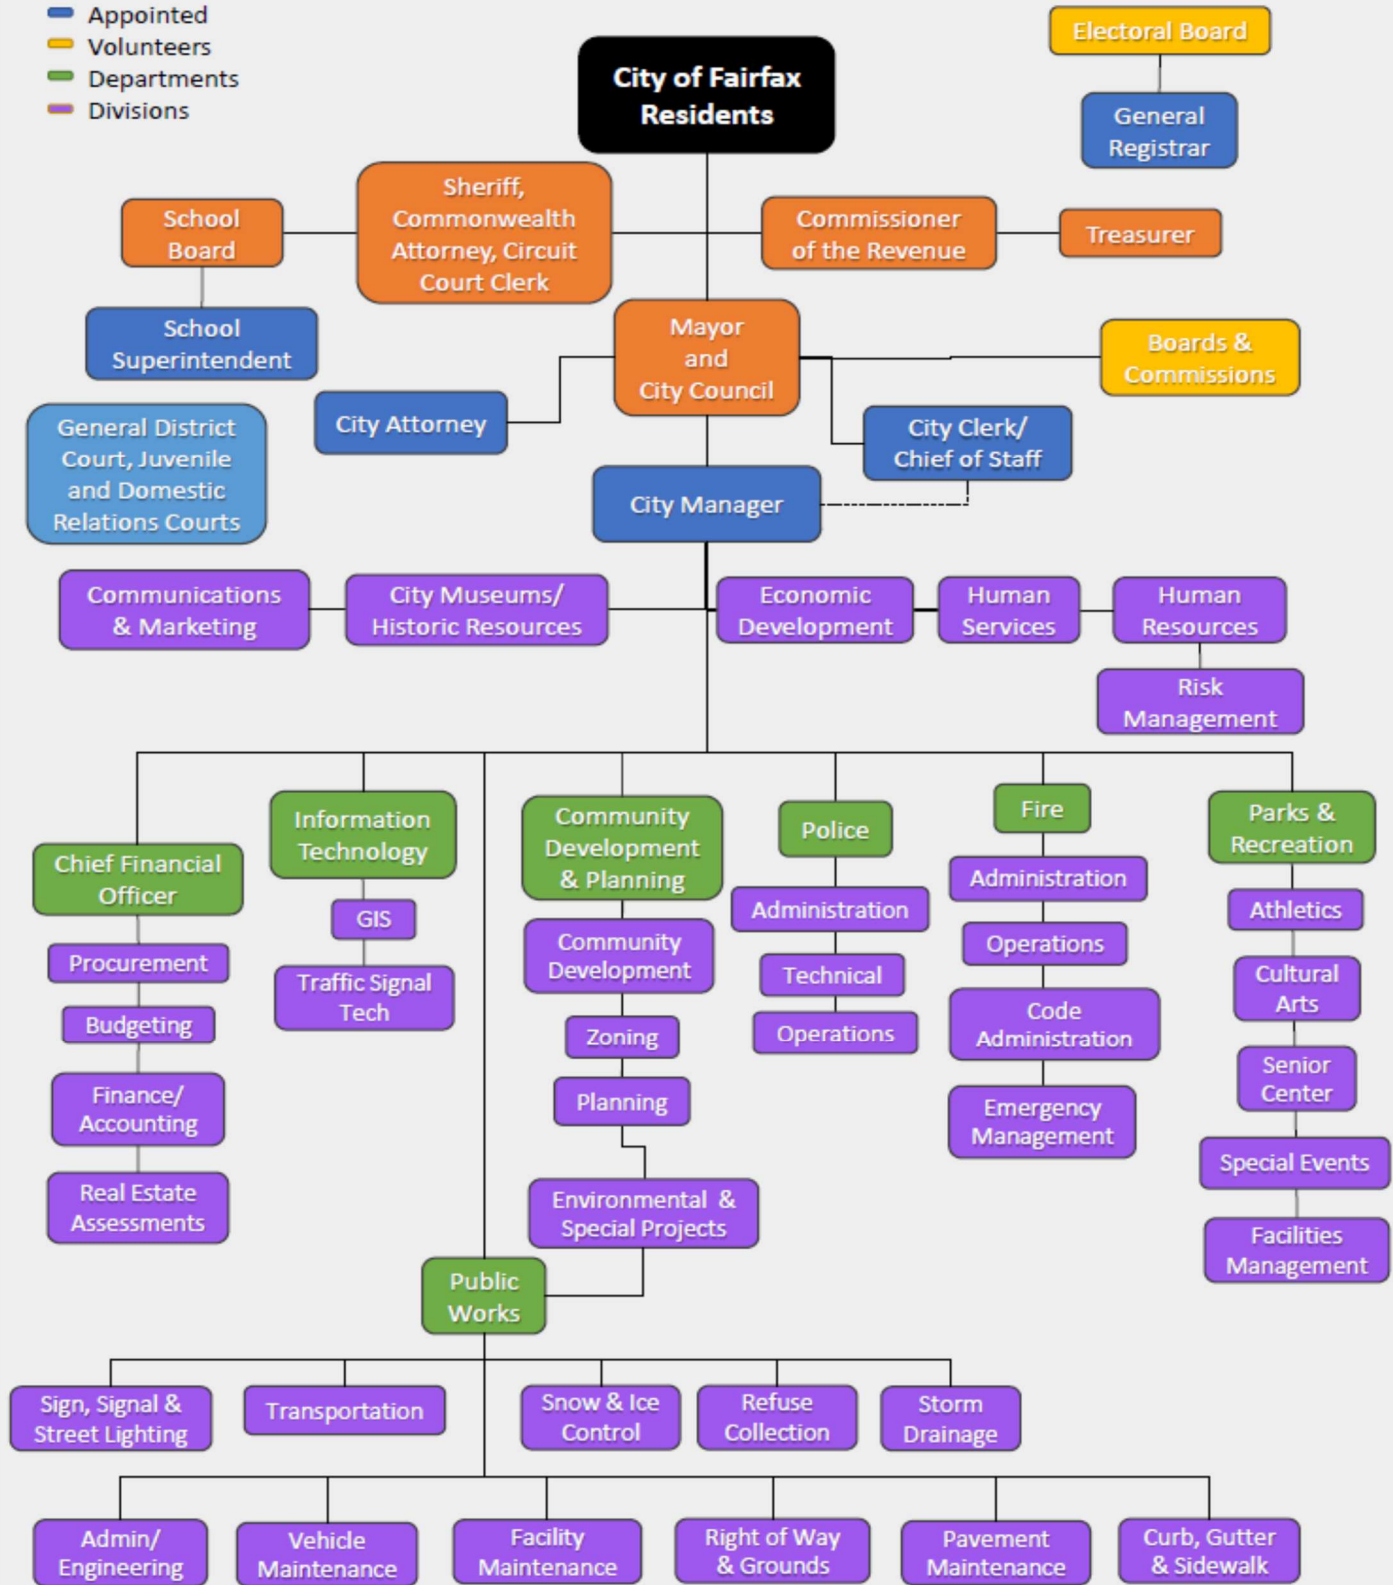 Appointed
Volunteers
Departments
Divisions
City of Fairfax
Residents
Electoral Board
General
Registrar
School
Board
Sheriff,
Commonwealth
Attorney, Circuit
Court Clerk
Commissioner
of the Revenue
Treasurer
School
Superintendent
Mayor
and
City Council
Boards &
Commissions
City Attorney
City Clerk/
Chief of Staff
General District
Court, Juvenile
and Domestic
Relations Courts
City Manager
Communications
& Marketing
City Museums/
Historic Resources
Economic
Development
Human
Services
Human
Resources
Risk
Management
Chief Financial
Officer
Procurement
Budgeting
Finance/
Accounting
Real Estate
Assessments
Information
Technology
GIS
Traffic Signal
Tech
Community
Development
& Planning
Community
Development
Zoning
Planning
Environmental &
Special Projects
Police
Administration
Technical
Operations
Fire
Administration
Operations
Code
Administration
Emergency
Management
Parks &
Recreation
Athletics
Cultural
Arts
Senior
Center
Special Events
Facilities
Management
Public
Works
Sign, Signal &
Street Lighting
Transportation
Snow & Ice
Control
Refuse
Collection
Storm
Drainage
Admin/
Engineering
Vehicle
Maintenance
Facility
Maintenance
Right of Way
& Grounds
Pavement
Maintenance
Curb, Gutter
& Sidewalk